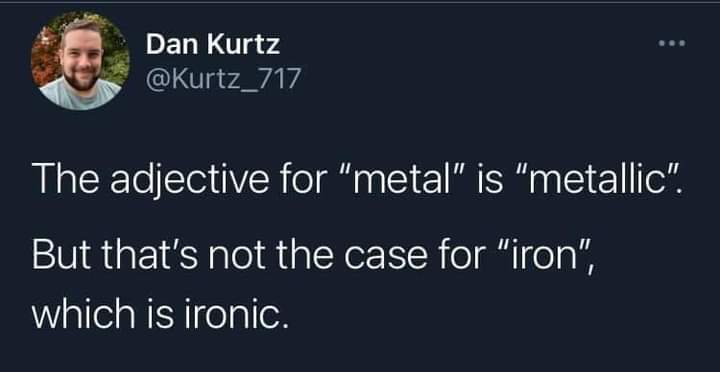 Dan Kurtz
@Kurtz_717
The adjective for “metal” is “metallic”.
But that’s not the case for “iron”,
which is ironic.